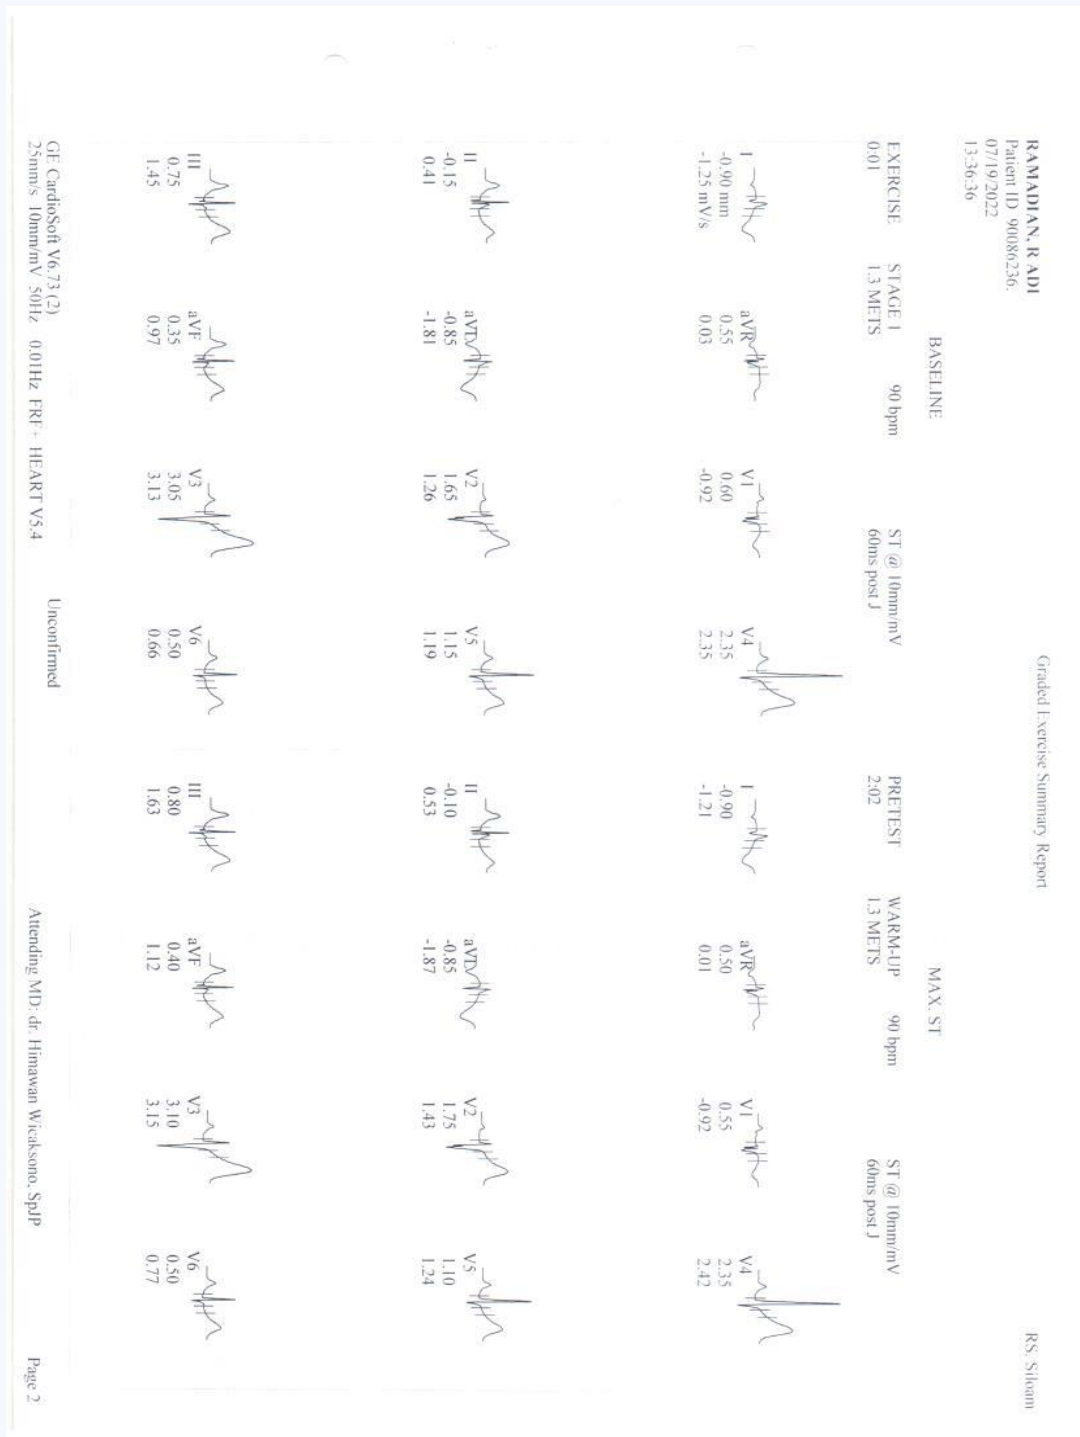 RAMADIAN, R ADI
Patient ID 90086236.
07/19/2022
13:36:36
Graded Exercise Summary Report
RS. Siloam
BASELINE
EXERCISE STAGE 1 90 bpm ST @ 10mm/mV
0:01 1.3 METS 60ms post J
MAX. ST
PRETEST WARM-UP 90 bpm ST @ 10mm/mV
2:02 1.3 METS 60ms post J
I aVR V1 V4 I aVR V1 V4
-0.90 mm 0.55 0.60 2.35 -0.90 0.50 0.55 2.35
-1.25 mV/s 0.03 -0.92 2.35 -1.21 0.01 -0.92 2.42
II aVL V2 V5 II aVL V2 V5
-0.15 -0.85 1.65 1.15 -0.10 -0.85 1.75 1.10
0.41 -1.81 1.26 1.19 0.53 -1.87 1.43 1.24
III aVF V3 V6 III aVF V3 V6
0.75 0.35 3.05 0.50 0.80 0.40 3.10 0.50
1.45 0.97 3.13 0.66 1.63 1.12 3.15 0.77
GE CardioSoft V6.73 (2)
25mm/s 10mm/mV 50Hz 0.01Hz FRF+ HEART V5.4
Unconfirmed
Attending MD: dr. Himawan Wicaksono, SpJP
Page 2